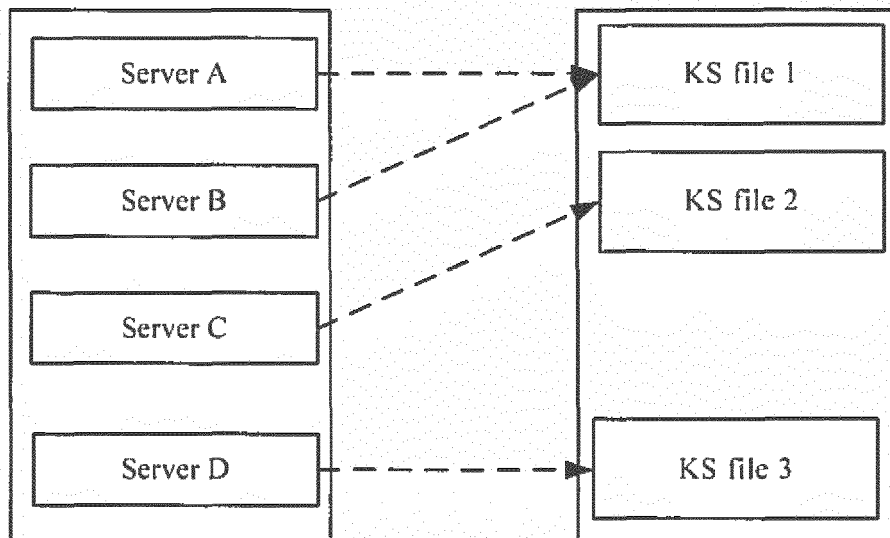 Server A
KS file 1
Server B
KS file 2
Server C
Server D
KS file 3